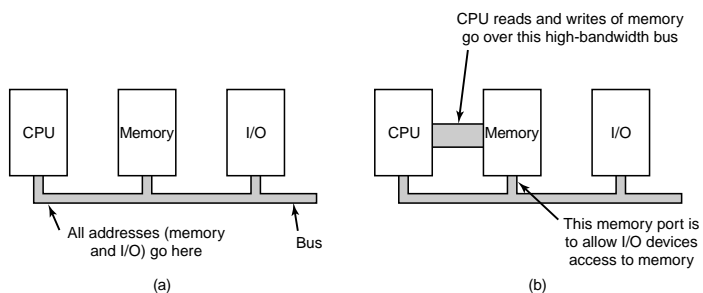 CPU reads and writes of memory
go over this high-bandwidth bus
CPU
Memory
I/O
CPU
Memory
I/O
All addresses (memory
and I/O) go here
Bus
This memory port is
to allow I/O devices
access to memory
(a)
(b)